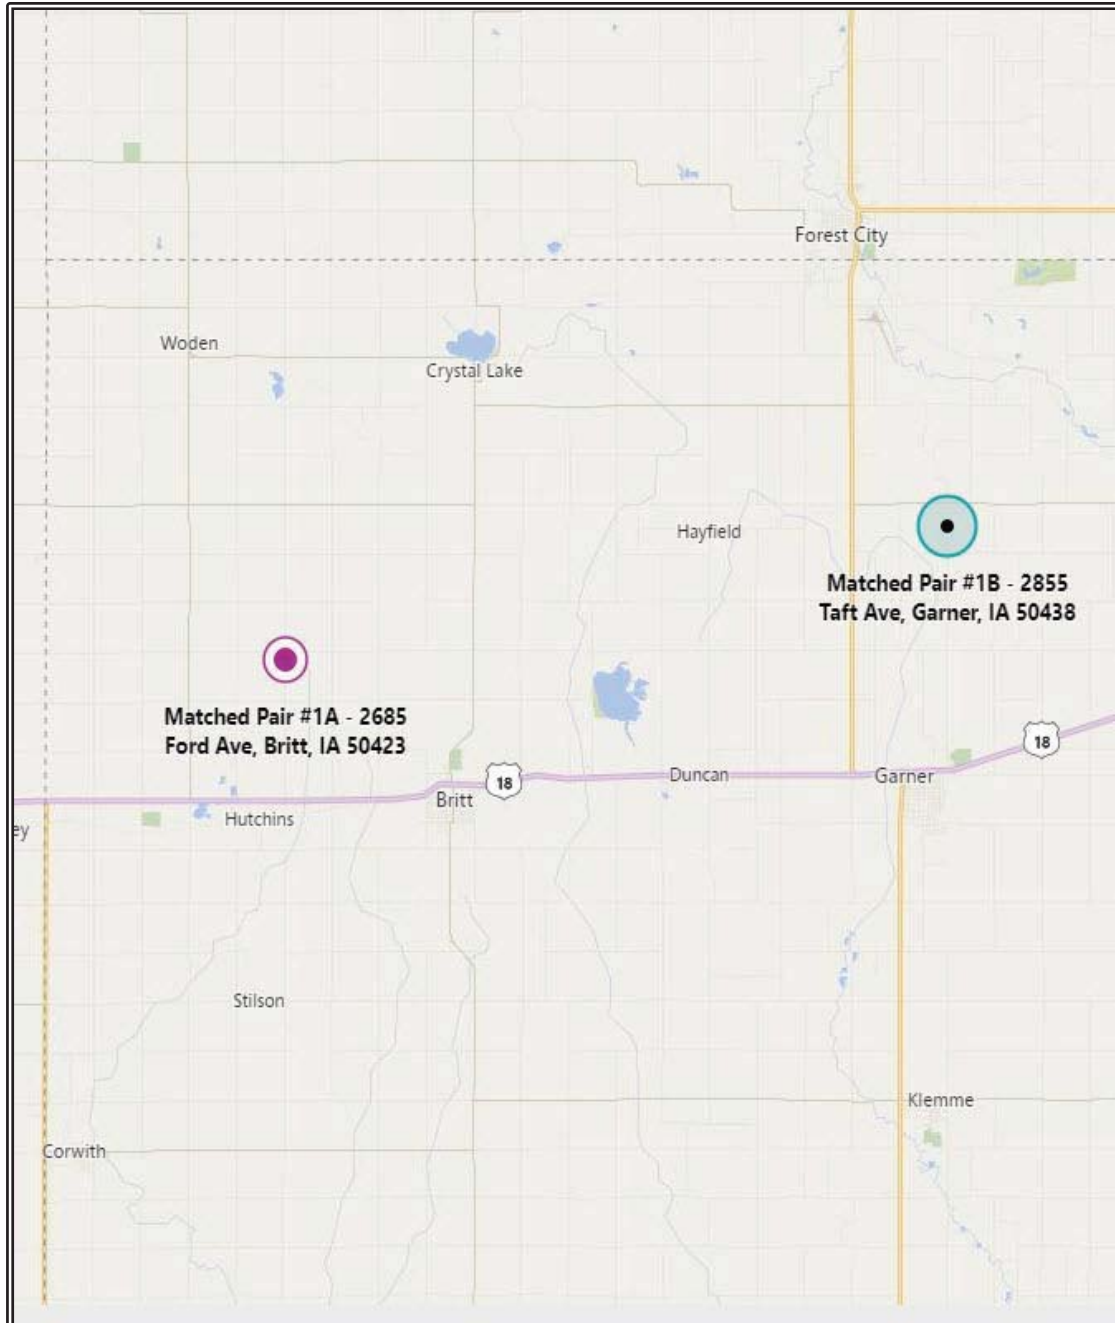 Forest City
Woden
Crystal Lake
Hayfield
Matched Pair #1B - 2855
Taft Ave, Garner, IA 50438
Matched Pair #1A - 2685
Ford Ave, Britt, IA 50423
18
Duncan
Garner
18
Britt
Hutchins
ey
Stilson
Klemme
Corwith